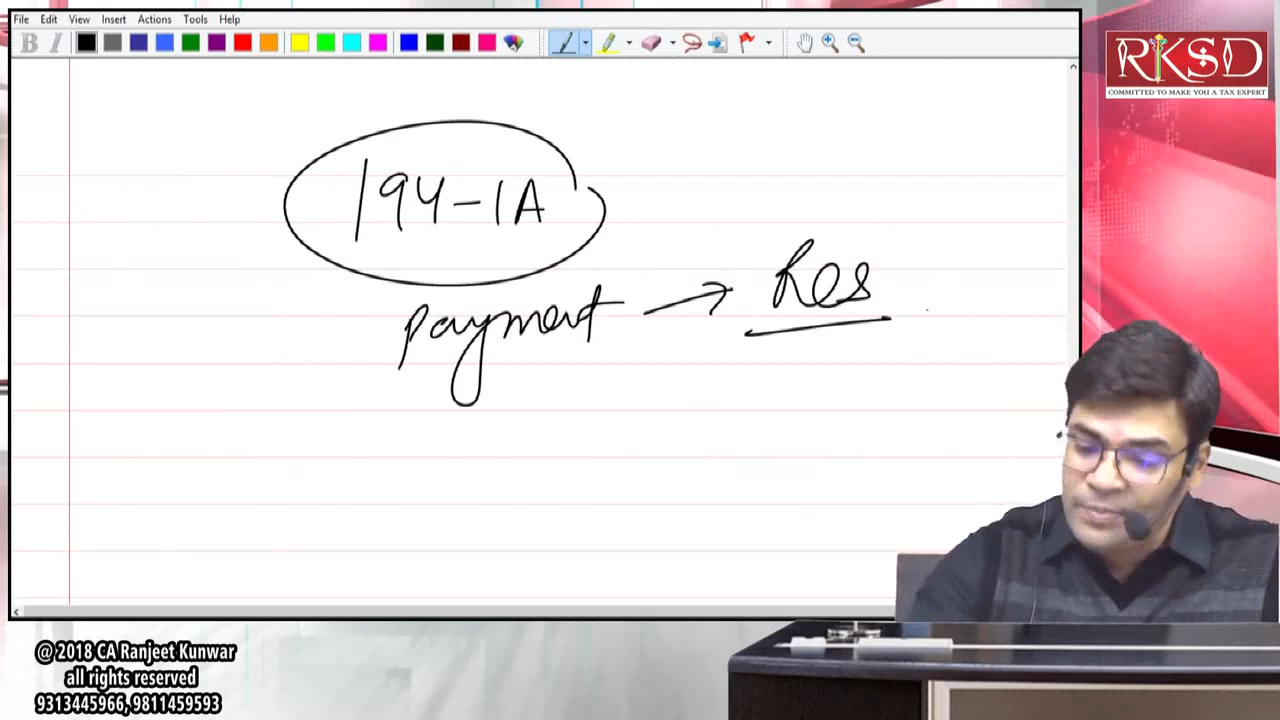 File Edit View Insert Actions Tools Help
B I
RKSD
COMMITTED TO MAKE YOU A TAX EXPERT
194-1A
payment → Res
@ 2018 CA Ranjeet Kunwar
all rights reserved
9313445966, 9811459593